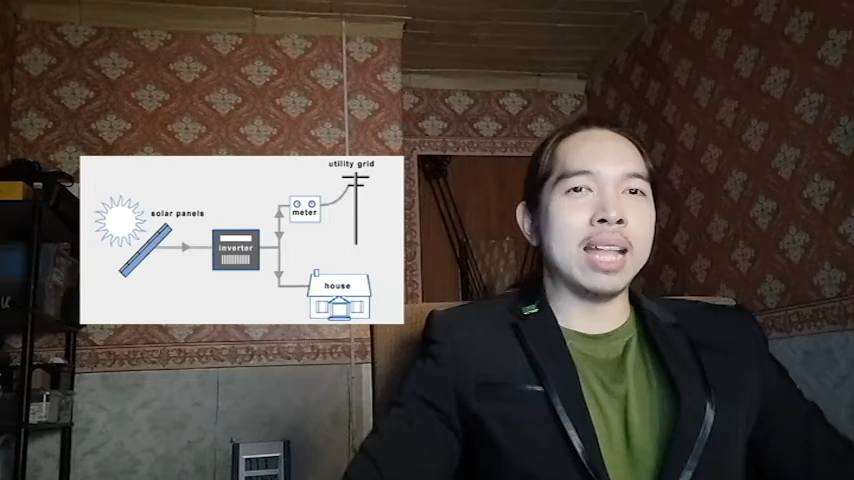 utility grid
solar panels
meter
inverter
house